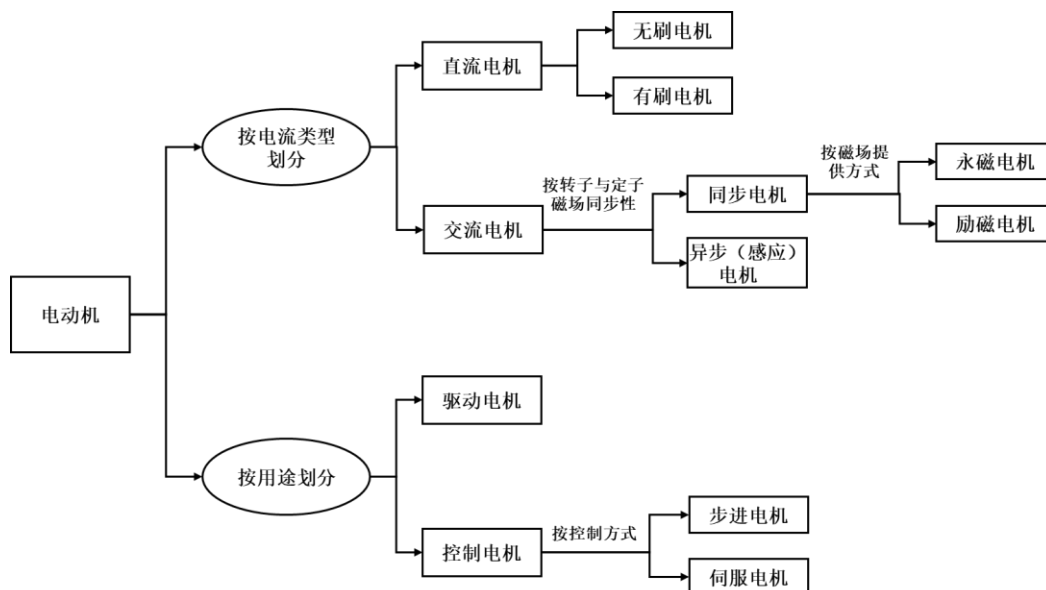 电动机
按电流类型
划分
直流电机
无刷电机
有刷电机
交流电机
按转子与定子
磁场同步性
同步电机
按磁场提
供方式
永磁电机
励磁电机
异步（感应）
电机
按用途划分
驱动电机
控制电机
按控制方式
步进电机
伺服电机